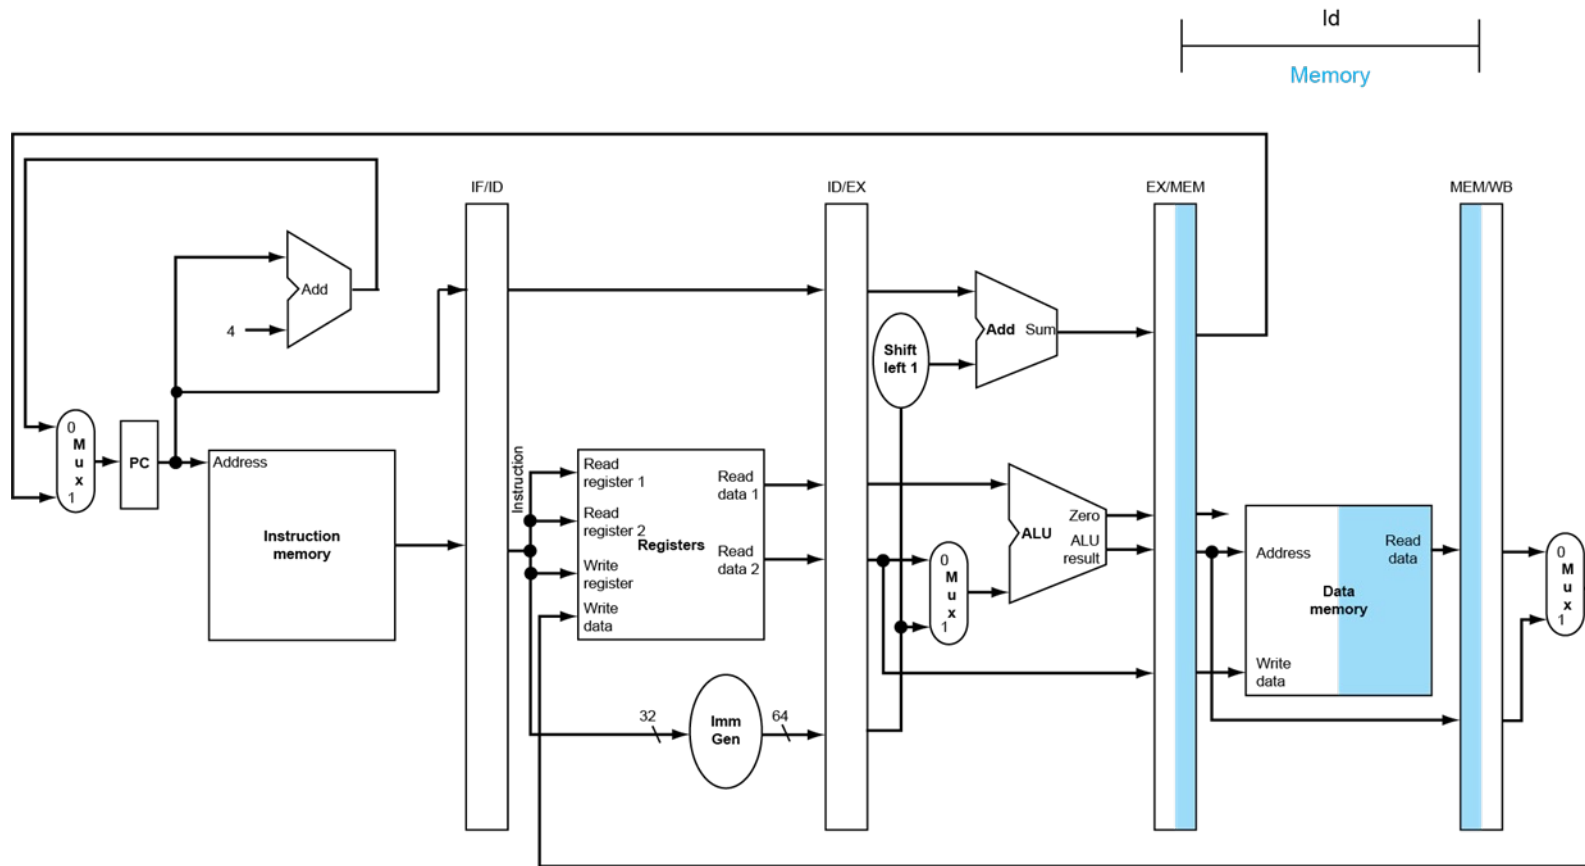 ld
Memory
IF/ID
ID/EX
EX/MEM
MEM/WB
Add
4
Add Sum
Shift
left 1
0
M
u
x
1
PC
Address
Instruction
memory
Instruction
Read
register 1
Read
register 2
Write
register
Write
data
Registers
Read
data 1
Read
data 2
0
M
u
x
1
ALU
Zero
ALU
result
Address
Read
data
Data
memory
Write
data
0
M
u
x
1
32
Imm
Gen
64